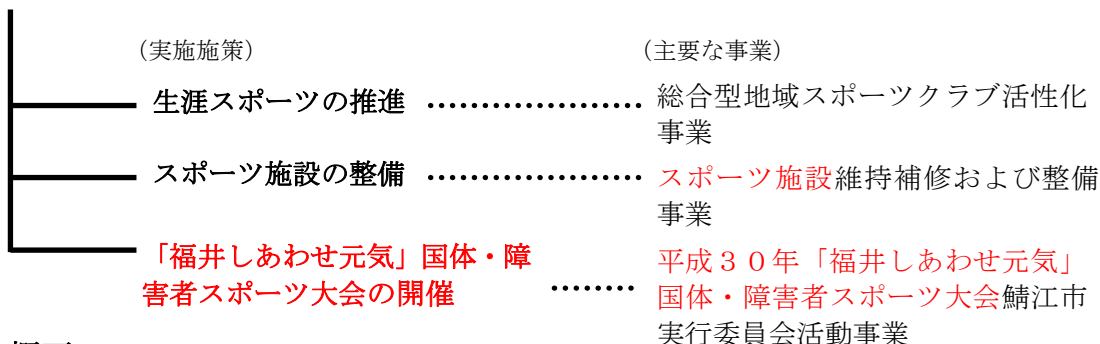 (実施施策) (主要な事業)
生涯スポーツの推進 ………………… 総合型地域スポーツクラブ活性化
事業
スポーツ施設の整備 ………………… スポーツ施設維持補修および整備
事業
「福井しあわせ元気」国体・障
害者スポーツ大会の開催 ……… 平成30年「福井しあわせ元気」
国体・障害者スポーツ大会鯖江市
実行委員会活動事業